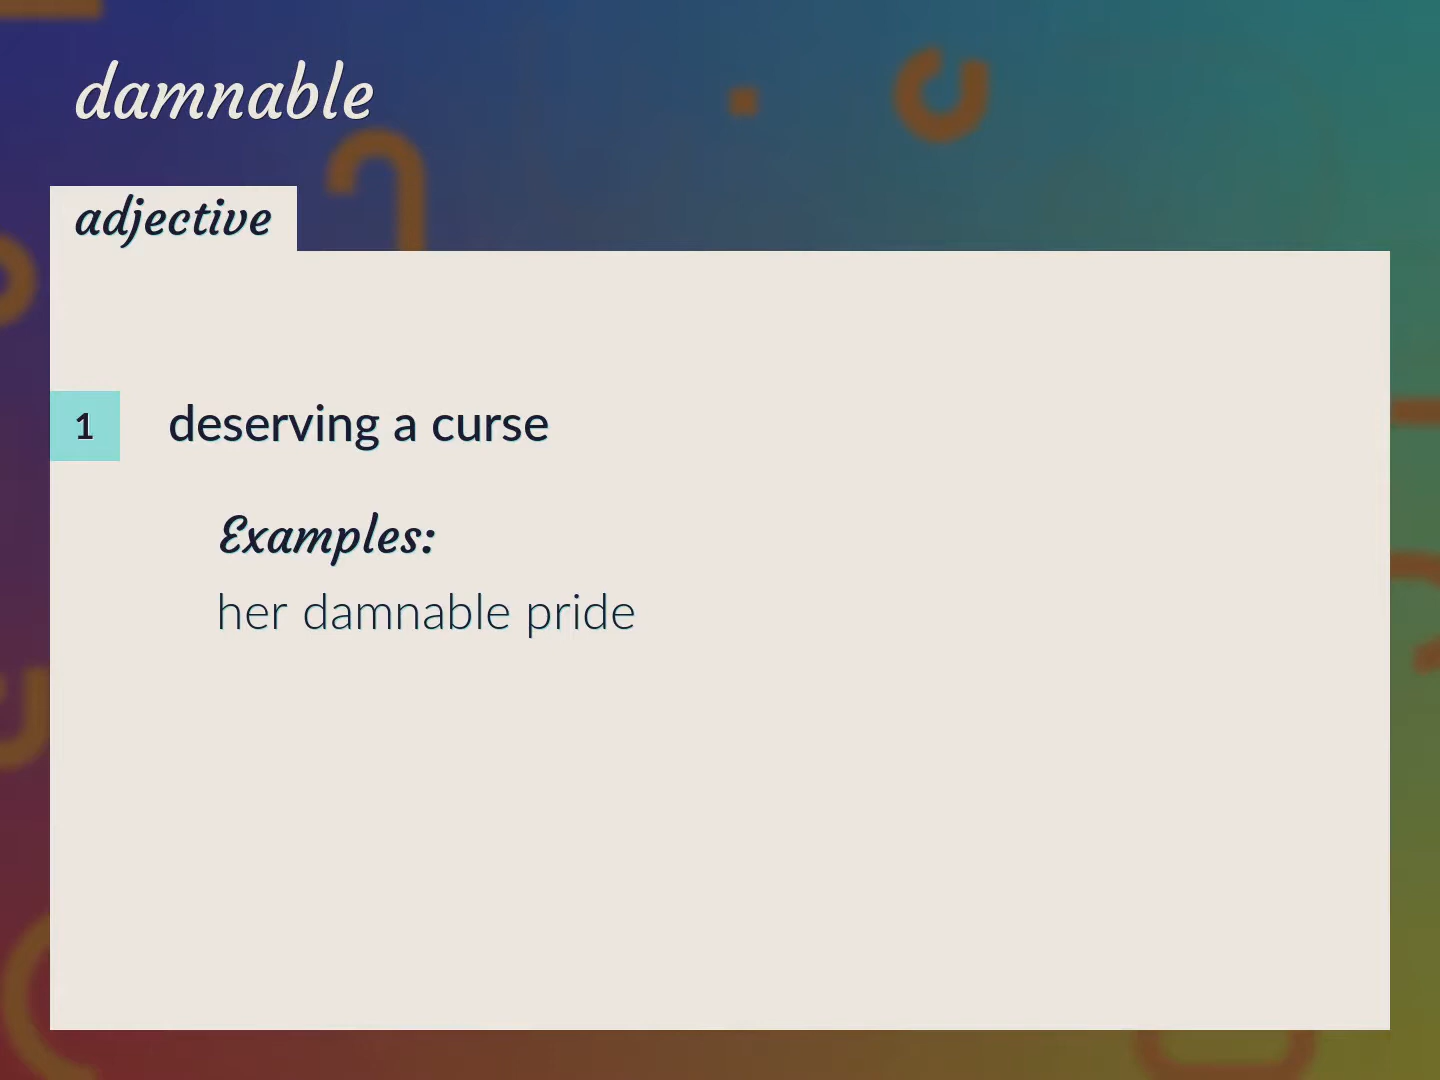 damnable
adjective
1 deserving a curse
Examples:
her damnable pride